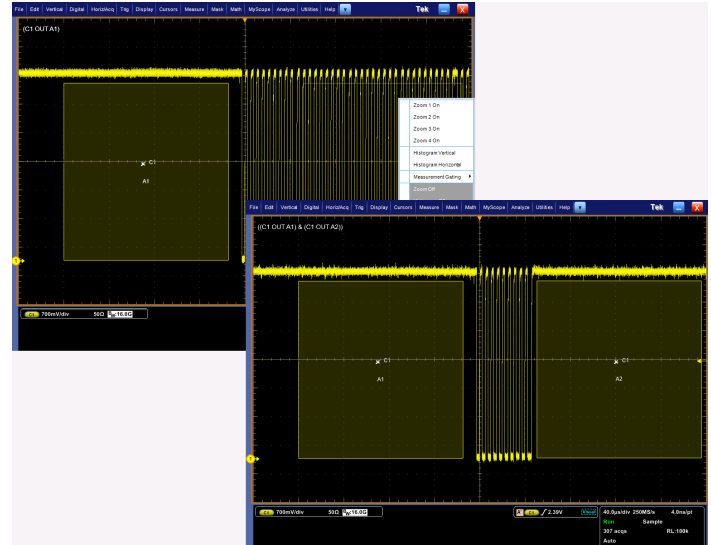 File Edit Vertical Digital Horiz/Acq Trig Display Cursors Measure Mask Math MyScope Analyze Utilities Help Tek X
(C1 OUT A1)
Zoom 1 On
Zoom 2 On
Zoom 3 On
Zoom 4 On
Histogram Vertical
Histogram Horizontal
Measurement Gating
Zoom Off
C1
A1
1
C1 700mV/div 50Ω BW:16.0G
File Edit Vertical Digital Horiz/Acq Trig Display Cursors Measure Mask Math MyScope Analyze Utilities Help Tek X
((C1 OUT A1) & (C1 OUT A2))
C1
A1
C1
A2
1
C1 700mV/div 50Ω BW:16.0G
A C1 2.39V Visual
40.0µs/div 250MS/s 4.0ns/pt
Run Sample
307 acqs RL:100k
Auto